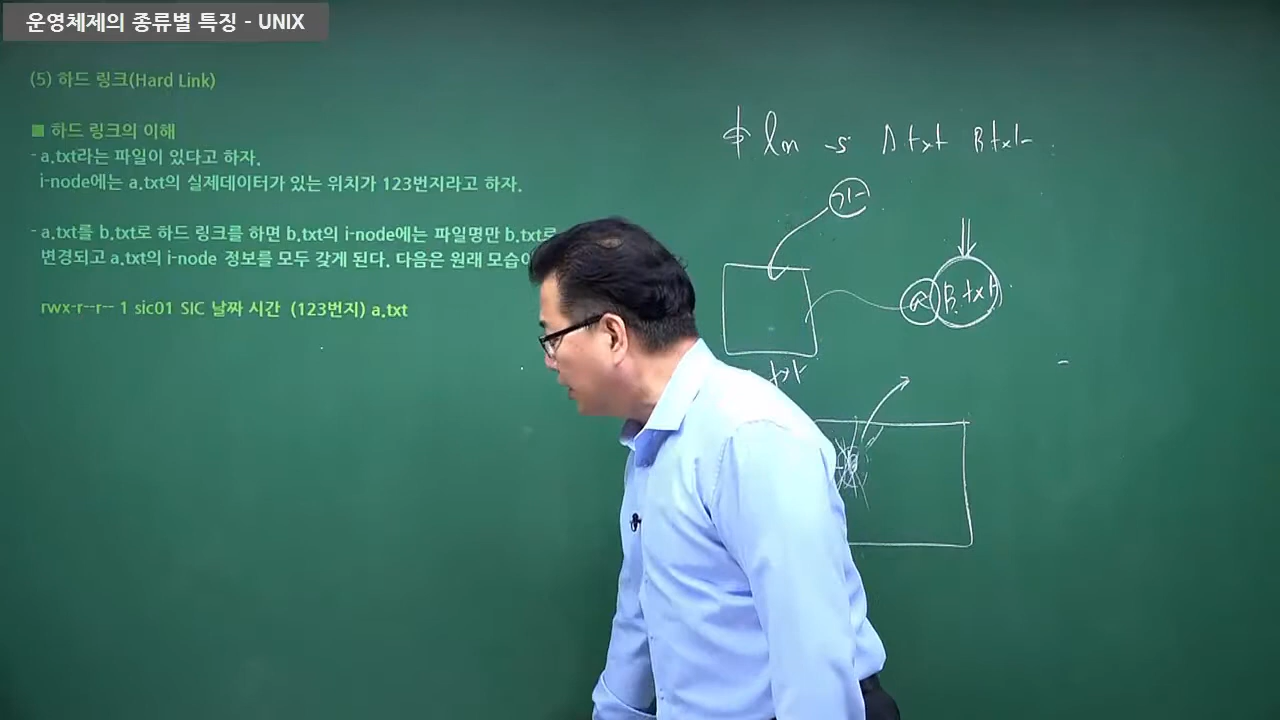 운영체제의 종류별 특징 - UNIX
(5) 하드 링크(Hard Link)
■ 하드 링크의 이해
- a.txt라는 파일이 있다고 하자.
i-node에는 a.txt의 실제데이터가 있는 위치가 123번지라고 하자.
- a.txt를 b.txt로 하드 링크를 하면 b.txt의 i-node에는 파일명만 b.txt로
변경되고 a.txt의 i-node 정보를 모두 갖게 된다. 다음은 원래 모습이
rwx-r--r-- 1 sic01 SIC 날짜 시간 (123번지) a.txt
ln -s A txt B txt
B. txt
txt